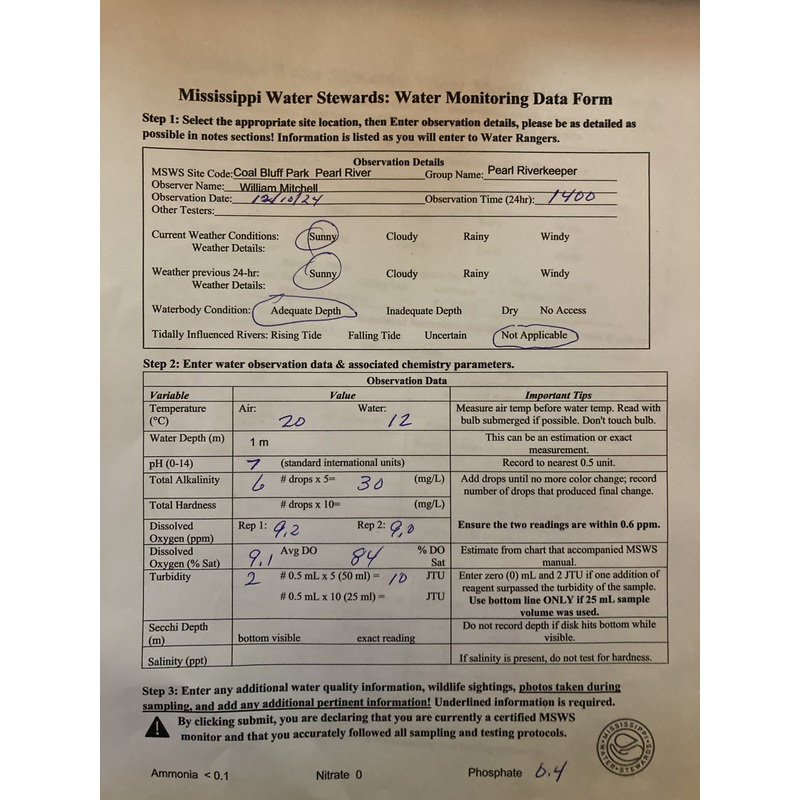 Mississippi Water Stewards: Water Monitoring Data Form
Step 1: Select the appropriate site location, then Enter observation details, please be as detailed as
possible in notes sections! Information is listed as you will enter to Water Rangers.
Observation Details
MSWS Site Code: Coal Bluff Park Pearl River Group Name: Pearl Riverkeeper
Observer Name: William Mitchell
Observation Date: 12/10/24 Observation Time (24hr): 1400
Other Testers:
Current Weather Conditions: Sunny Cloudy Rainy Windy
Weather Details:
Weather previous 24-hr: Sunny Cloudy Rainy Windy
Weather Details:
Waterbody Condition: Adequate Depth Inadequate Depth Dry No Access
Tidally Influenced Rivers: Rising Tide Falling Tide Uncertain Not Applicable
Step 2: Enter water observation data & associated chemistry parameters.
Observation Data
Variable Value Important Tips
Temperature Air: Water: Measure air temp before water temp. Read with
(°C) 20 12 bulb submerged if possible. Don't touch bulb.
Water Depth (m) 1 m This can be an estimation or exact
measurement.
pH (0-14) 7 (standard international units) Record to nearest 0.5 unit.
Total Alkalinity 6 # drops x 5= 30 (mg/L) Add drops until no more color change; record
number of drops that produced final change.
Total Hardness # drops x 10= (mg/L)
Dissolved Rep 1: 9.2 Rep 2: 9.0 Ensure the two readings are within 0.6 ppm.
Oxygen (ppm)
Dissolved 9.1 Avg DO 84 % DO Estimate from chart that accompanied MSWS
Oxygen (% Sat) Sat manual.
Turbidity 2 # 0.5 mL x 5 (50 ml) = 10 JTU Enter zero (0) mL and 2 JTU if one addition of
reagent surpassed the turbidity of the sample.
# 0.5 mL x 10 (25 ml) = JTU Use bottom line ONLY if 25 mL sample
volume was used.
Secchi Depth Do not record depth if disk hits bottom while
(m) bottom visible exact reading visible.
Salinity (ppt) If salinity is present, do not test for hardness.
Step 3: Enter any additional water quality information, wildlife sightings, photos taken during
sampling, and add any additional pertinent information! Underlined information is required.
By clicking submit, you are declaring that you are currently a certified MSWS
monitor and that you accurately followed all sampling and testing protocols.
MISSISSIPPI WATER STEWARDS
Ammonia < 0.1 Nitrate 0 Phosphate 0.4